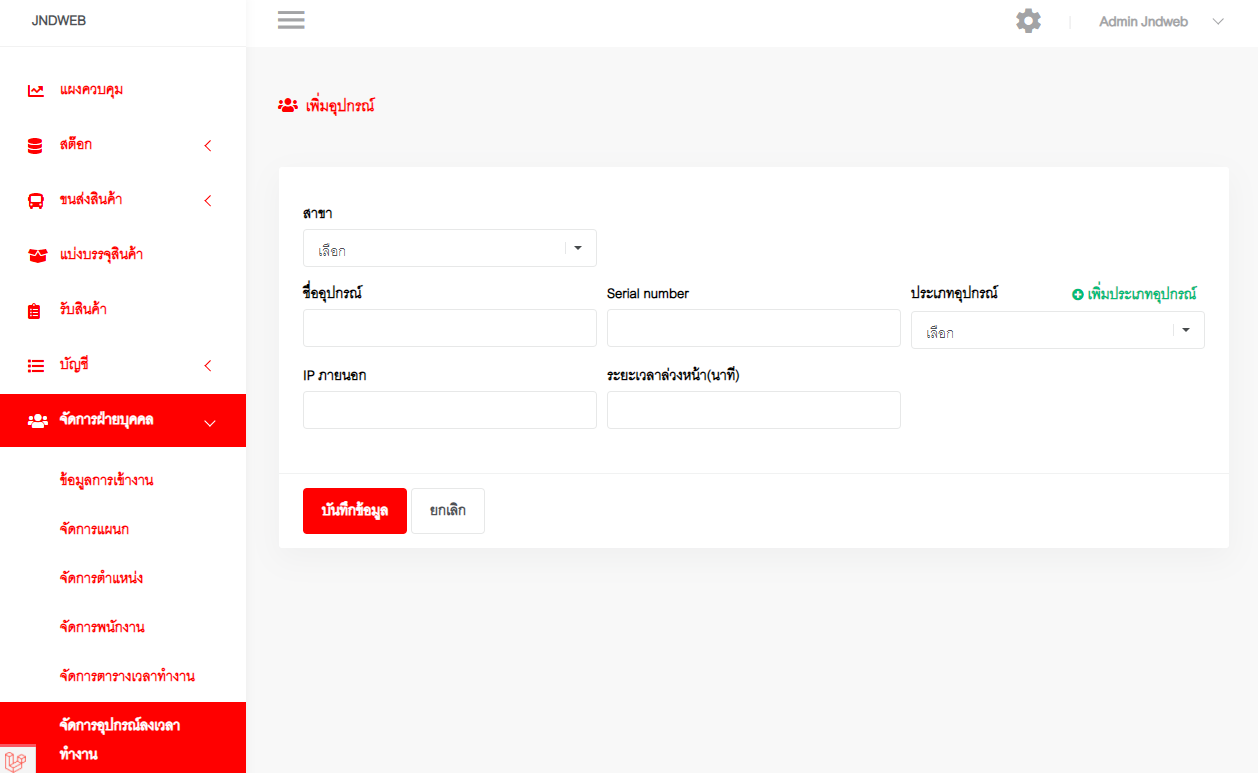 JNDWEB
Admin Jndweb
แผงควบคุม
สต๊อก
ขนส่งสินค้า
แบ่งบรรจุสินค้า
รับสินค้า
บัญชี
จัดการฝ่ายบุคคล
ข้อมูลการเข้างาน
จัดการแผนก
จัดการตำแหน่ง
จัดการพนักงาน
จัดการตารางเวลาทำงาน
จัดการอุปกรณ์ลงเวลา
ทำงาน
เพิ่มอุปกรณ์
สาขา
เลือก
ชื่ออุปกรณ์
Serial number
ประเภทอุปกรณ์
เพิ่มประเภทอุปกรณ์
เลือก
IP ภายนอก
ระยะเวลาล่วงหน้า(นาที)
บันทึกข้อมูล
ยกเลิก